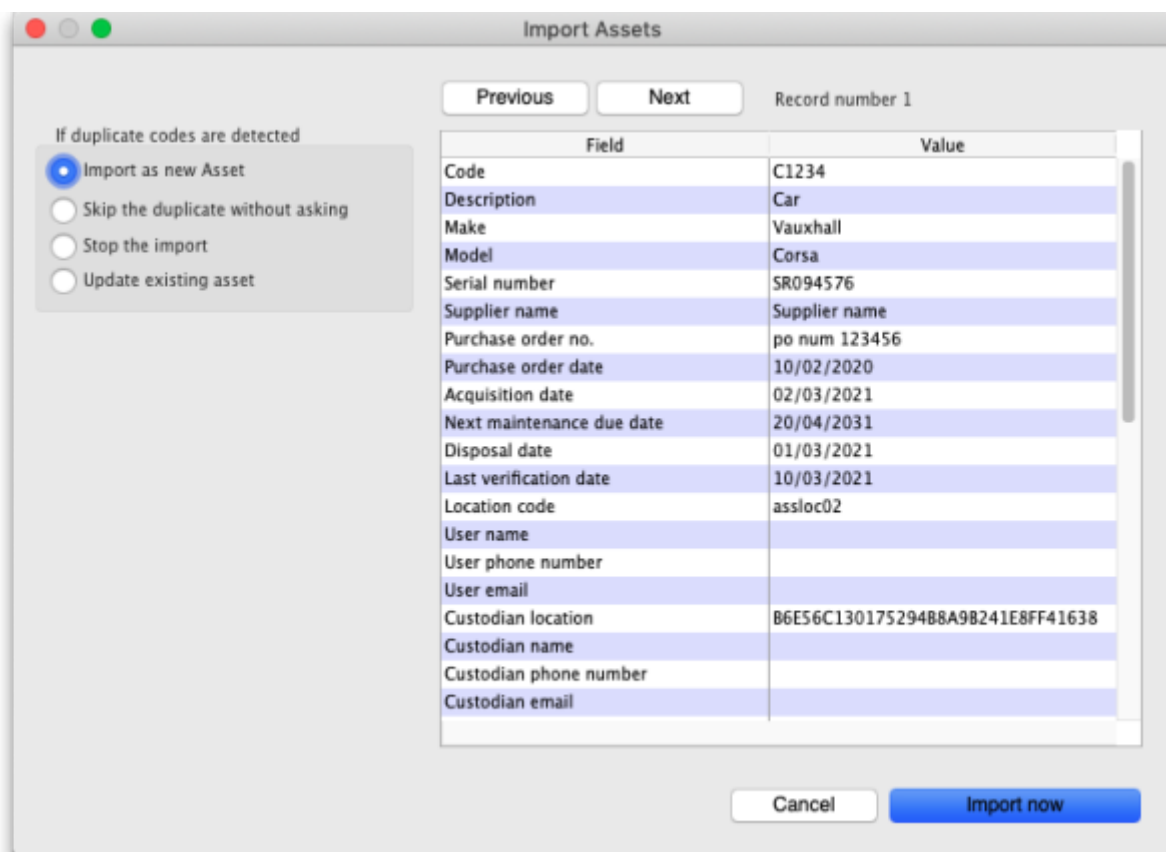 Import Assets
Previous Next Record number 1
If duplicate codes are detected
Import as new Asset
Skip the duplicate without asking
Stop the import
Update existing asset
Field Value
Code C1234
Description Car
Make Vauxhall
Model Corsa
Serial number SR094576
Supplier name Supplier name
Purchase order no. po num 123456
Purchase order date 10/02/2020
Acquisition date 02/03/2021
Next maintenance due date 20/04/2031
Disposal date 01/03/2021
Last verification date 10/03/2021
Location code assloc02
User name
User phone number
User email
Custodian location B6E56C130175294B8A9B241E8FF41638
Custodian name
Custodian phone number
Custodian email
Cancel Import now